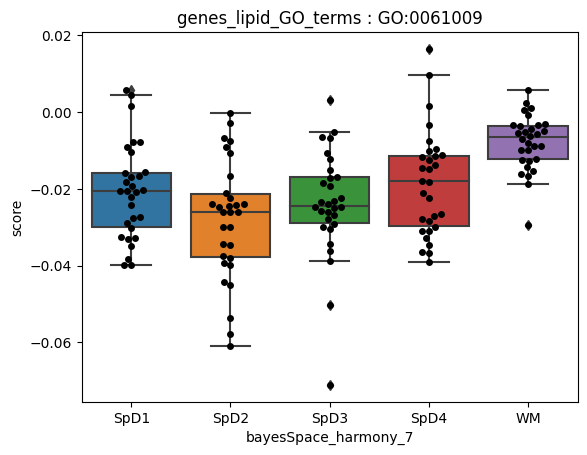 genes_lipid_GO_terms : GO:0061009
0.02
0.00
−0.02
−0.04
−0.06
score
SpD1 SpD2 SpD3 SpD4 WM
bayesSpace_harmony_7